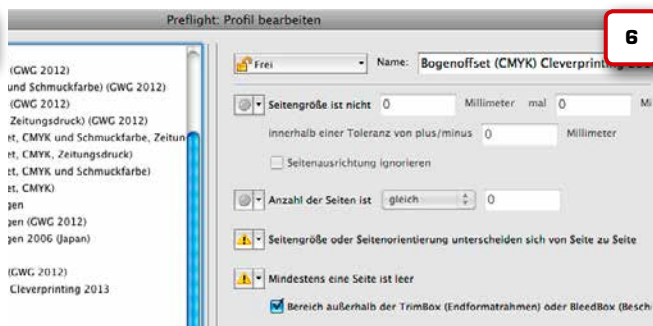 Preflight: Profil bearbeiten
6
(GWG 2012)
und Schmuckfarbe) (GWG 2012)
(GWG 2012)
Zeitungsdruck) (GWG 2012)
et, CMYK und Schmuckfarbe, Zeitun
et, CMYK, Zeitungsdruck)
et, CMYK und Schmuckfarbe)
et, CMYK)
gen
gen (GWG 2012)
gen 2006 (Japan)
(GWG 2012)
Cleverprinting 2013
Frei Name: Bogenoffset (CMYK) Cleverprinting
Seitengröße ist nicht 0 Millimeter mal 0 Mi
innerhalb einer Toleranz von plus/minus 0 Millimeter
Seitenausrichtung ignorieren
Anzahl der Seiten ist gleich 0
Seitengröße oder Seitenorientierung unterscheiden sich von Seite zu Seite
Mindestens eine Seite ist leer
Bereich außerhalb der TrimBox (Endformatrahmen) oder BleedBox (Besch